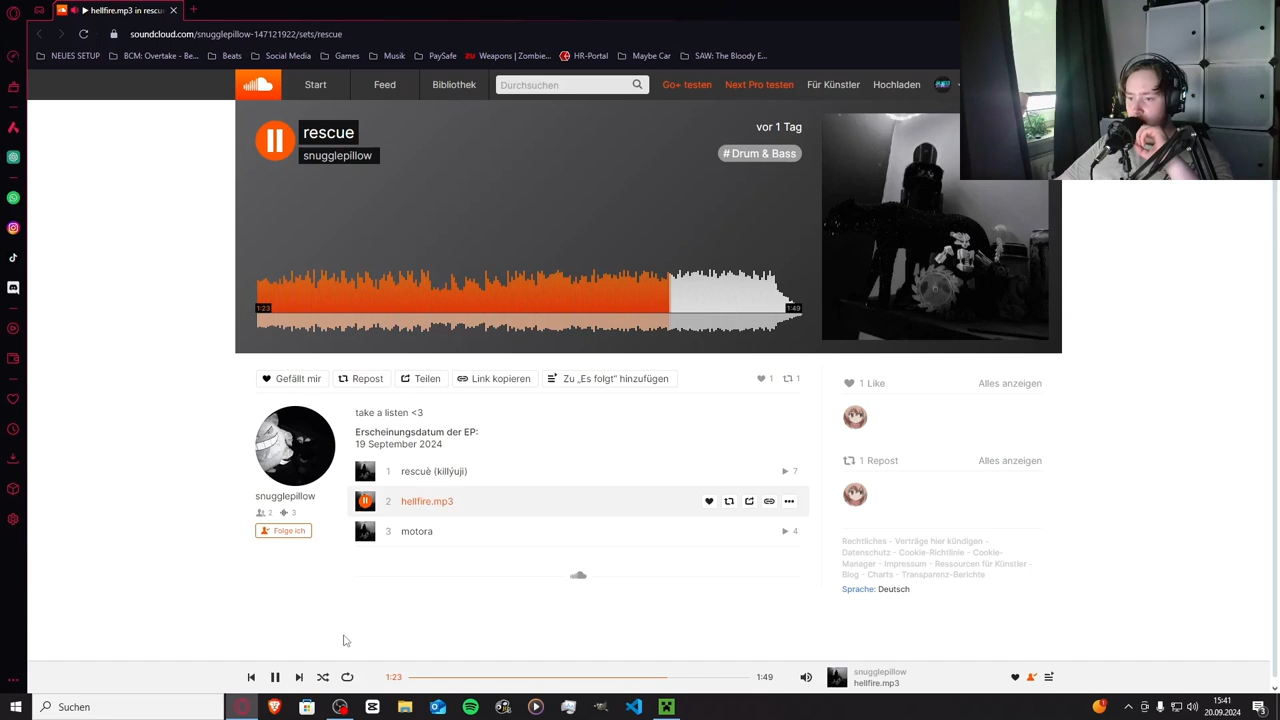 hellfire.mp3 in rescue
soundcloud.com/snugglepillow-147121922/sets/rescue
NEUES SETUP
BCM: Overtake - Be...
Beats
Social Media
Games
Musik
PaySafe
Weapons | Zombie...
HR-Portal
Maybe Car
SAW: The Bloody E...
Start
Feed
Bibliothek
Durchsuchen
Go+ testen
Next Pro testen
Für Künstler
Hochladen
rescue
snugglepillow
vor 1 Tag
# Drum & Bass
1:23
1:49
Gefällt mir
Repost
Teilen
Link kopieren
Zu „Es folgt“ hinzufügen
1
1
take a listen <3
Erscheinungsdatum der EP:
19 September 2024
snugglepillow
2 3
Folge ich
1 rescuè (killýuji) 7
2 hellfire.mp3
3 motora 4
1 Like
Alles anzeigen
1 Repost
Alles anzeigen
Rechtliches - Verträge hier kündigen -
Datenschutz - Cookie-Richtlinie - Cookie-
Manager - Impressum - Ressourcen für Künstler -
Blog - Charts - Transparenz-Berichte
Sprache: Deutsch
1:23
1:49
snugglepillow
hellfire.mp3
Suchen
15:41
20.09.2024